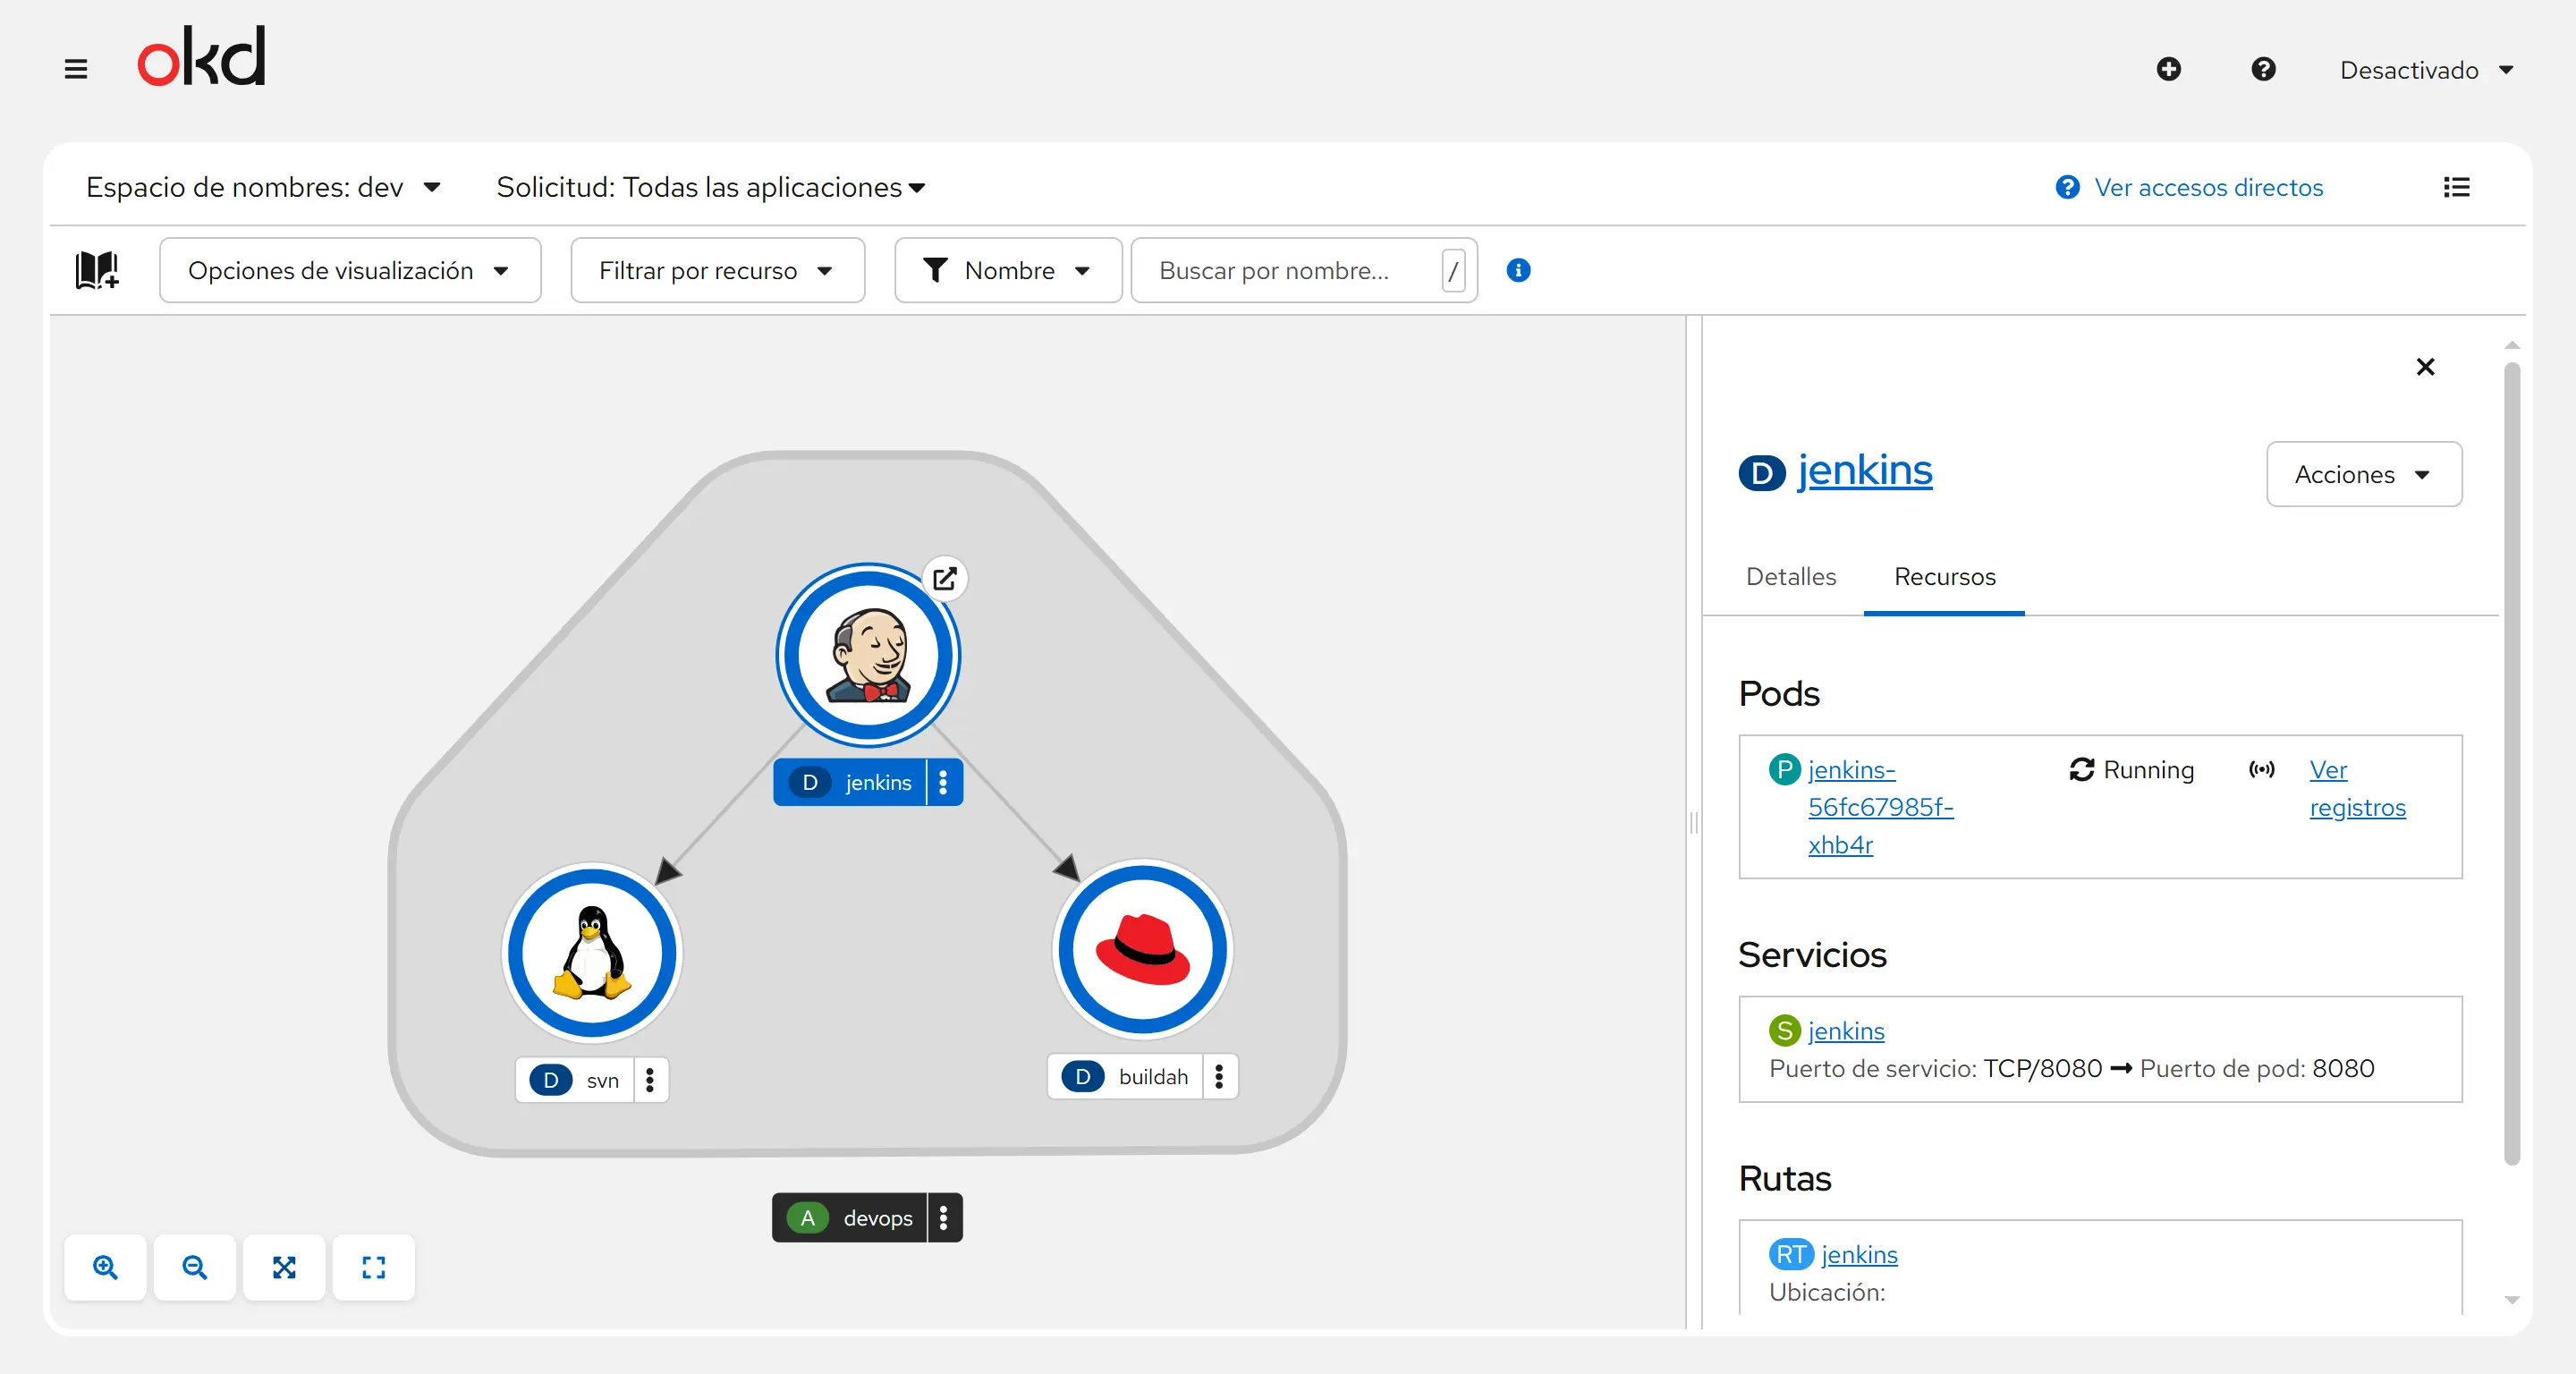 okd
Desactivado
Espacio de nombres: dev
Solicitud: Todas las aplicaciones
Ver accesos directos
Opciones de visualización
Filtrar por recurso
Nombre
Buscar por nombre...
/
D jenkins
D svn
D buildah
A devops
D jenkins
Acciones
Detalles
Recursos
Pods
P jenkins-
56fc67985f-
xhb4r
Running
Ver
registros
Servicios
S jenkins
Puerto de servicio: TCP/8080 → Puerto de pod: 8080
Rutas
RT jenkins
Ubicación: